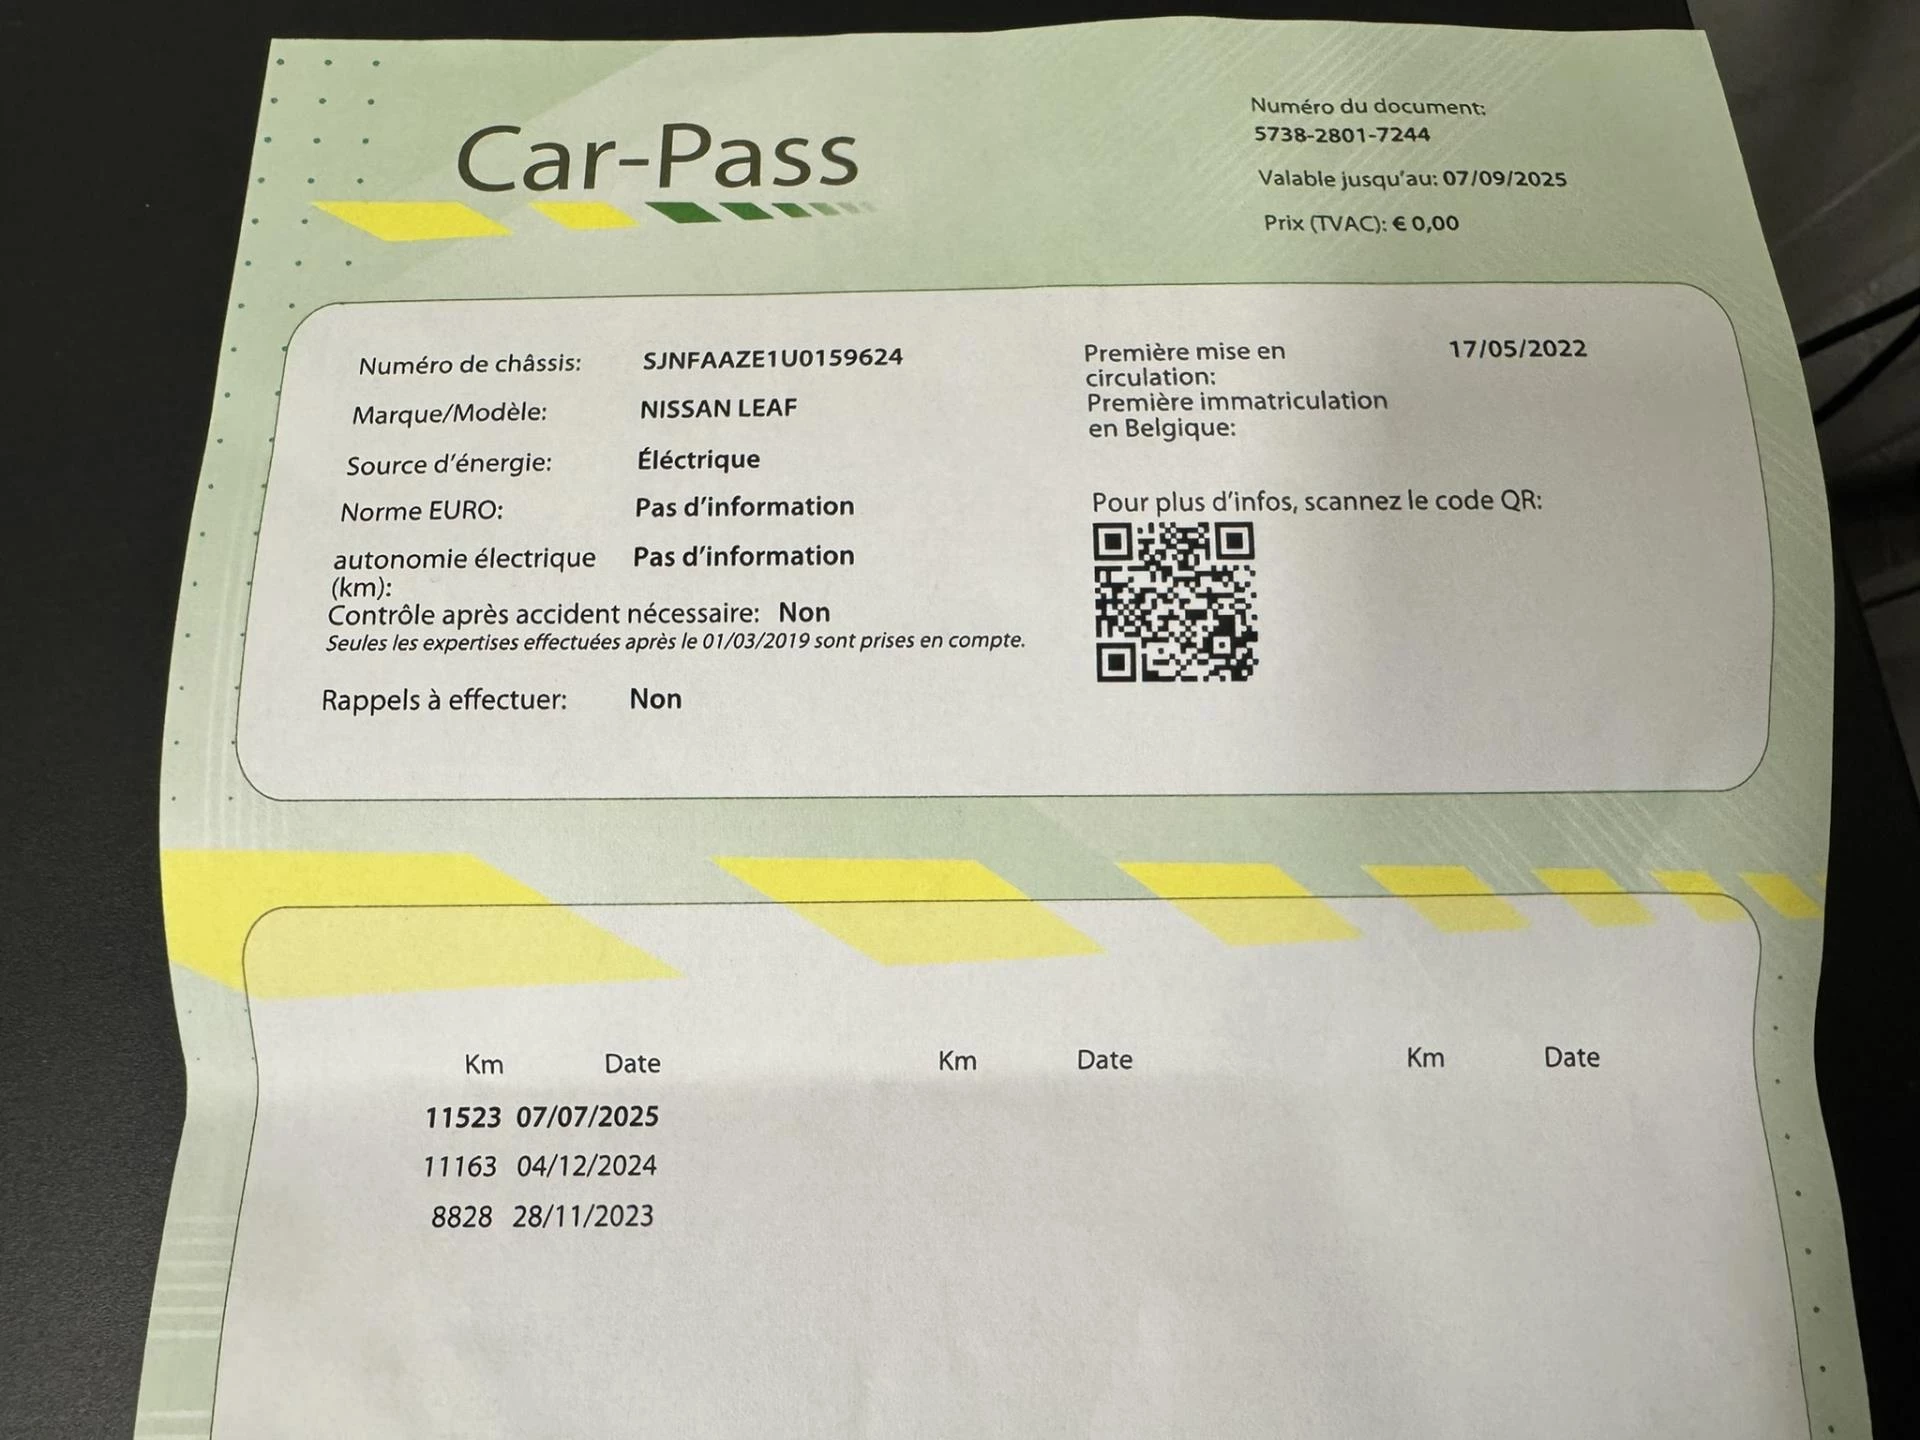 Car-Pass
Numéro du document:
5738-2801-7244
Valable jusqu'au: 07/09/2025
Prix (TVAC): € 0,00
Numéro de châssis: SJNFAAZE1U0159624
Marque/Modèle: NISSAN LEAF
Source d'énergie: Éléctrique
Norme EURO: Pas d'information
autonomie électrique Pas d'information
(km):
Contrôle après accident nécessaire: Non
Seules les expertises effectuées après le 01/03/2019 sont prises en compte.
Rappels à effectuer: Non
Première mise en 17/05/2022
circulation:
Première immatriculation
en Belgique:
Pour plus d'infos, scannez le code QR:
Km Date Km Date Km Date
11523 07/07/2025
11163 04/12/2024
8828 28/11/2023